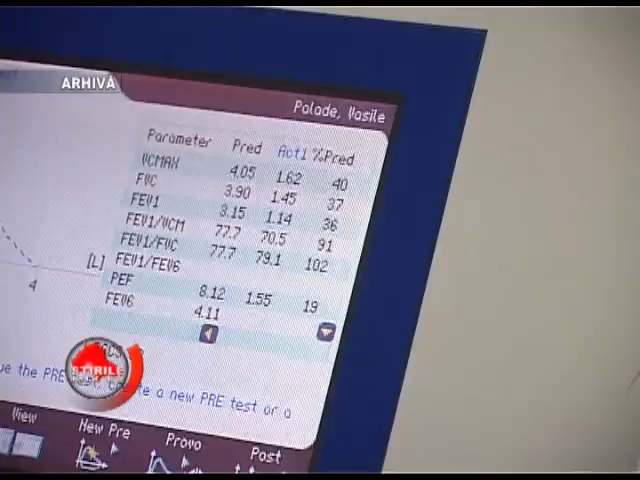 ARHIVĂ
Palade, Vasile
Parameter Pred Act1 %Pred
VCMAX 4.05 1.62 40
FVC 3.90 1.45 37
FEV1 3.15 1.14 36
FEV1/VCM 77.7 70.5 91
FEV1/FVC 77.7 79.1 102
FEV1/FEV6
PEF 8.12 1.55 19
FEV6 4.11
[L]
4
ȘTIRILE
ue the PRE
e a new PRE test or a
View
New Pre
Provo
Post